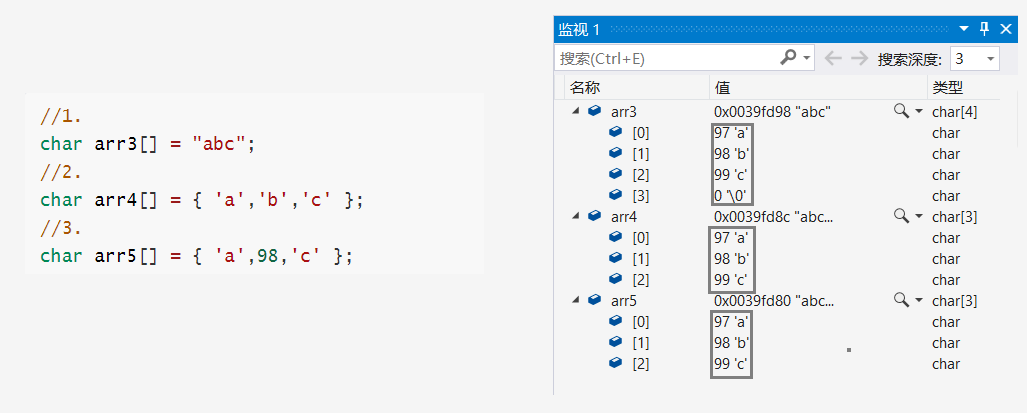 //1.
char arr3[] = "abc";
//2.
char arr4[] = { 'a','b','c' };
//3.
char arr5[] = { 'a',98,'c' };
监视 1
搜索(Ctrl+E) 搜索深度: 3
名称 值 类型
arr3 0x0039fd98 "abc" char[4]
[0] 97 'a' char
[1] 98 'b' char
[2] 99 'c' char
[3] 0 '\0' char
arr4 0x0039fd8c "abc... char[3]
[0] 97 'a' char
[1] 98 'b' char
[2] 99 'c' char
arr5 0x0039fd80 "abc... char[3]
[0] 97 'a' char
[1] 98 'b' char
[2] 99 'c' char